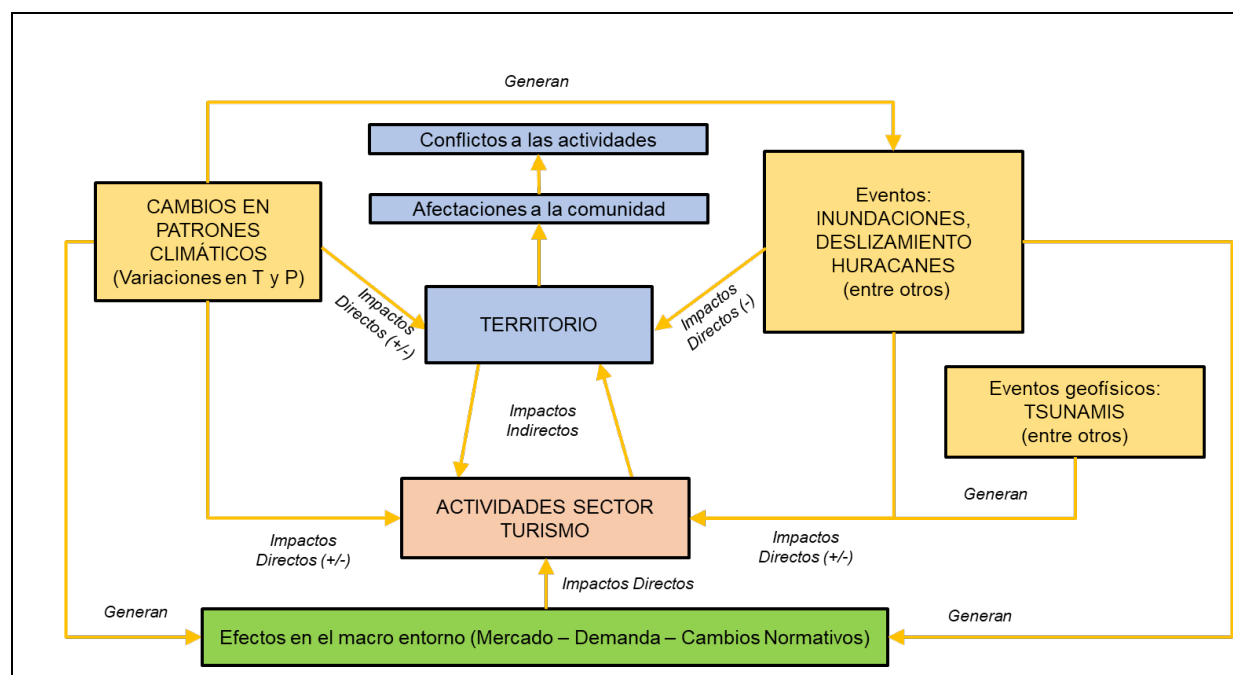 Generan
Conflictos a las actividades
Afectaciones a la comunidad
CAMBIOS EN
PATRONES
CLIMÁTICOS
(Variaciones en T y P)
Eventos:
INUNDACIONES,
DESLIZAMIENTO
HURACANES
(entre otros)
Impactos
Directos (+/-)
TERRITORIO
Impactos
Directos (-)
Eventos geofísicos:
TSUNAMIS
(entre otros)
Impactos
Indirectos
ACTIVIDADES SECTOR
TURISMO
Generan
Impactos
Directos (+/-)
Impactos
Directos (+/-)
Impactos Directos
Generan
Efectos en el macro entorno (Mercado – Demanda – Cambios Normativos)
Generan